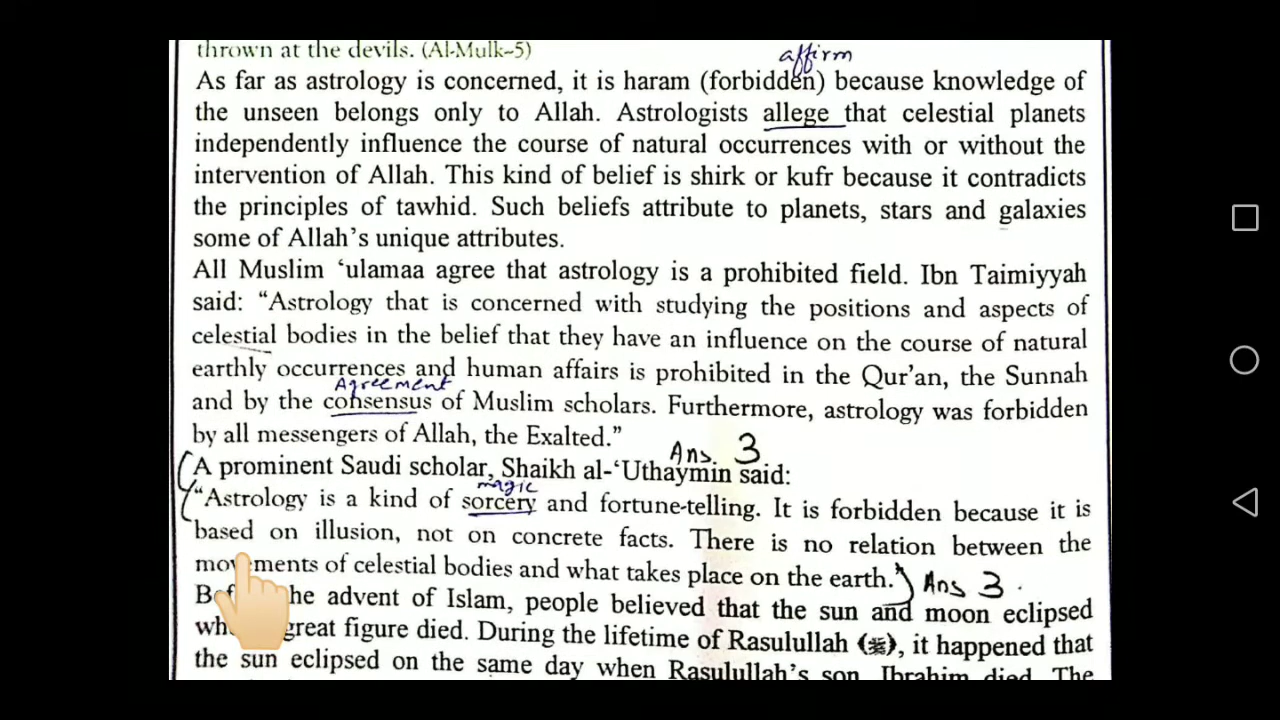 thrown at the devils. (Al-Mulk-5)
affirm
As far as astrology is concerned, it is haram (forbidden) because knowledge of
the unseen belongs only to Allah. Astrologists allege that celestial planets
independently influence the course of natural occurrences with or without the
intervention of Allah. This kind of belief is shirk or kufr because it contradicts
the principles of tawhid. Such beliefs attribute to planets, stars and galaxies
some of Allah's unique attributes.
All Muslim 'ulamaa agree that astrology is a prohibited field. Ibn Taimiyyah
said: "Astrology that is concerned with studying the positions and aspects of
celestial bodies in the belief that they have an influence on the course of natural
earthly occurrences and human affairs is prohibited in the Qur'an, the Sunnah
Agreement
and by the consensus of Muslim scholars. Furthermore, astrology was forbidden
by all messengers of Allah, the Exalted."
Ans. 3
A prominent Saudi scholar, Shaikh al-'Uthaymin said:
magic
"Astrology is a kind of sorcery and fortune-telling. It is forbidden because it is
based on illusion, not on concrete facts. There is no relation between the
movements of celestial bodies and what takes place on the earth."
Ans 3.
the advent of Islam, people believed that the sun and moon eclipsed
great figure died. During the lifetime of Rasulullah (ﷺ), it happened that
the sun eclipsed on the same day when Rasulullah's son, Ibrahim died. The